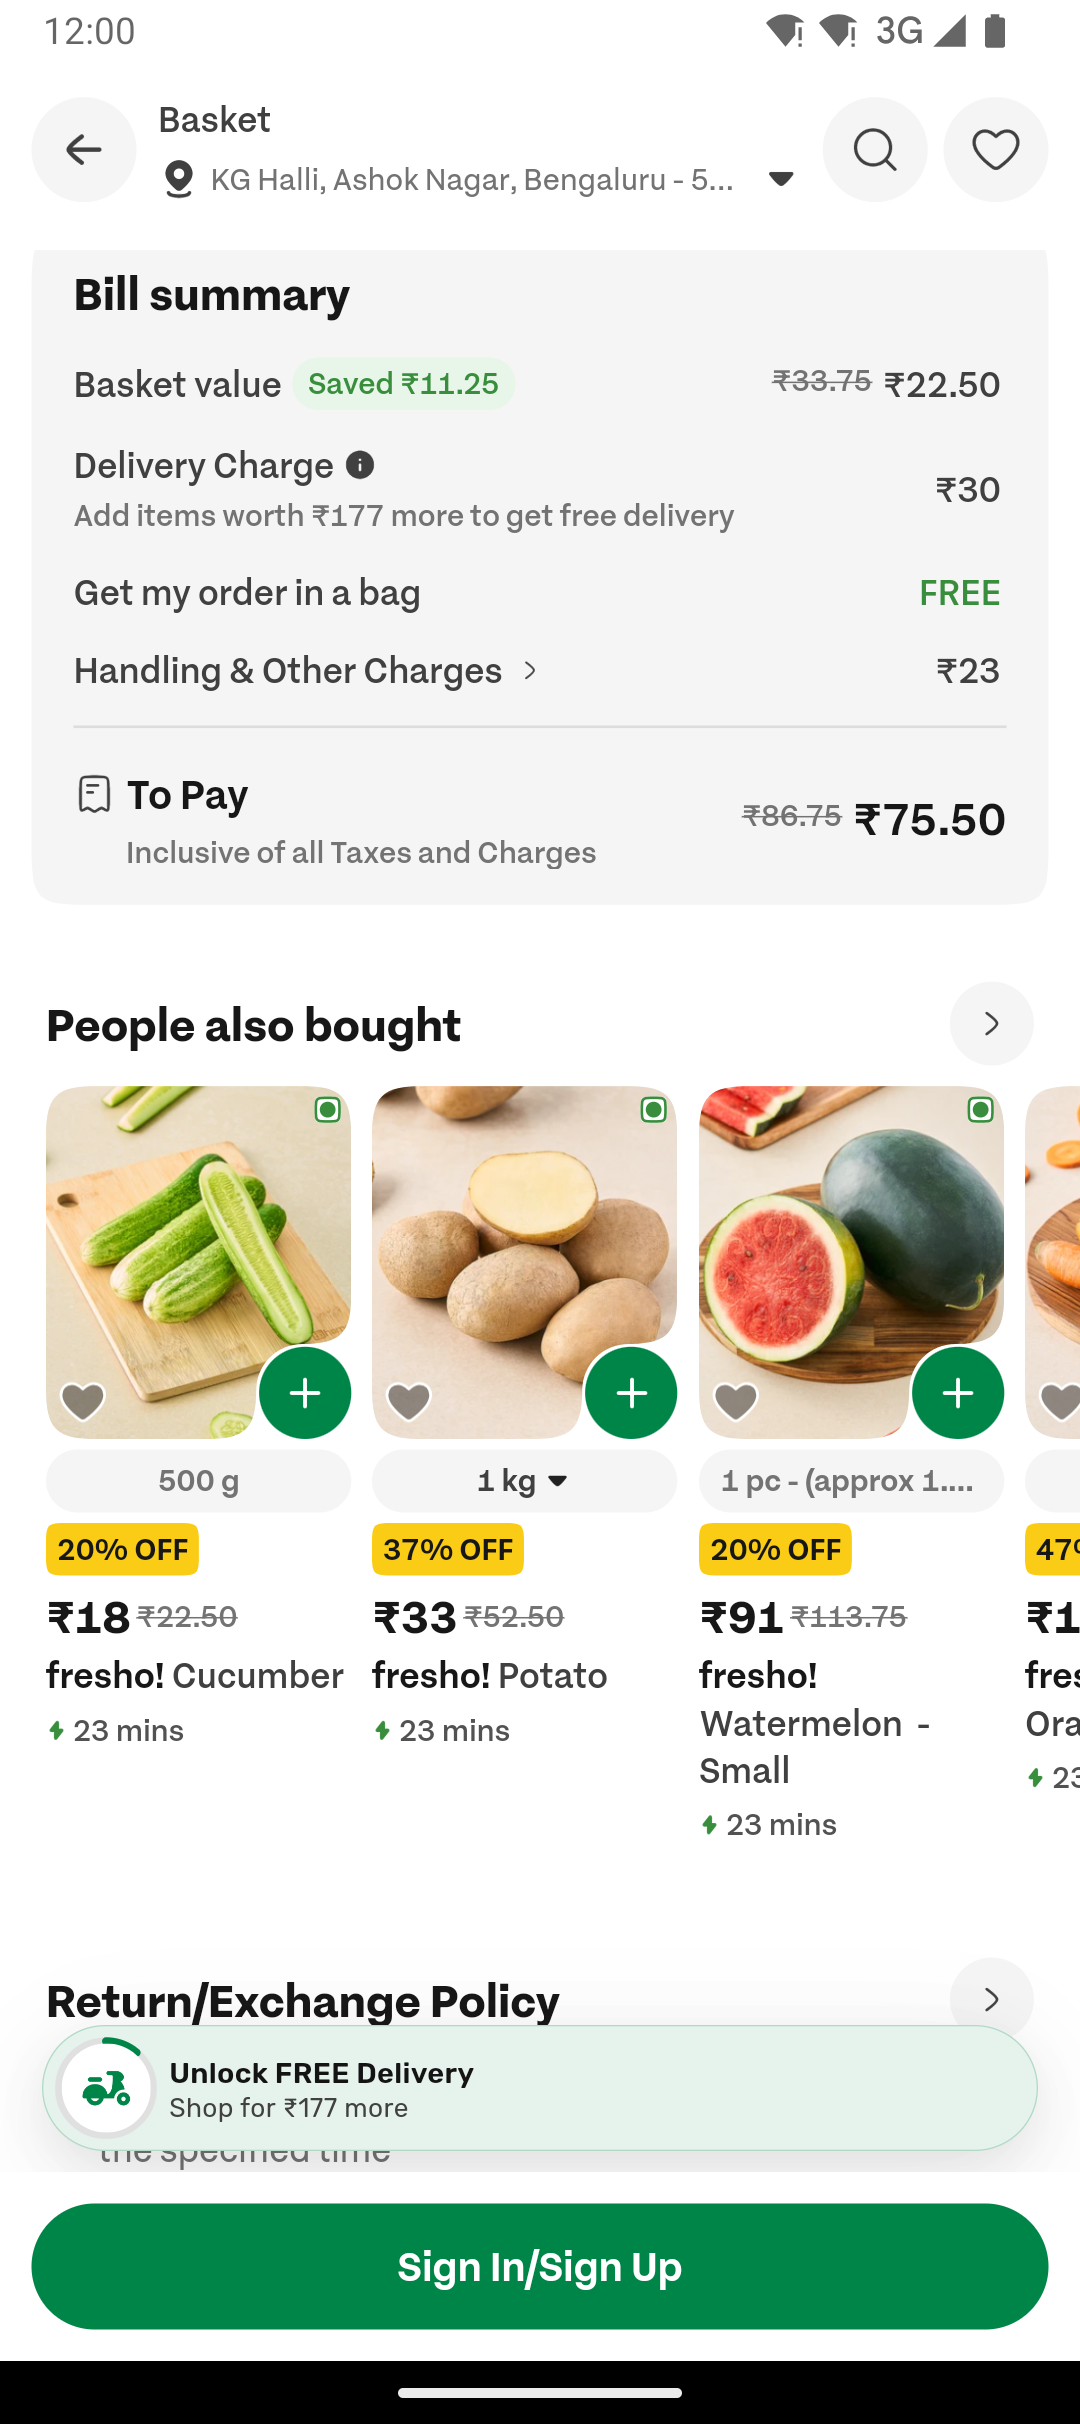 12:00
3G
Basket
KG Halli, Ashok Nagar, Bengaluru - 5...
Bill summary
Basket value Saved ₹11.25 ₹33.75 ₹22.50
Delivery Charge ₹30
Add items worth ₹177 more to get free delivery
Get my order in a bag FREE
Handling & Other Charges ₹23
To Pay ₹86.75 ₹75.50
Inclusive of all Taxes and Charges
People also bought
500 g
20% OFF
₹18 ₹22.50
fresho! Cucumber
23 mins
1 kg
37% OFF
₹33 ₹52.50
fresho! Potato
23 mins
1 pc - (approx 1....
20% OFF
₹91 ₹113.75
fresho!
Watermelon -
Small
23 mins
47%
₹1
fres
Ora
23
Return/Exchange Policy
Unlock FREE Delivery
Shop for ₹177 more
the specified time
Sign In/Sign Up